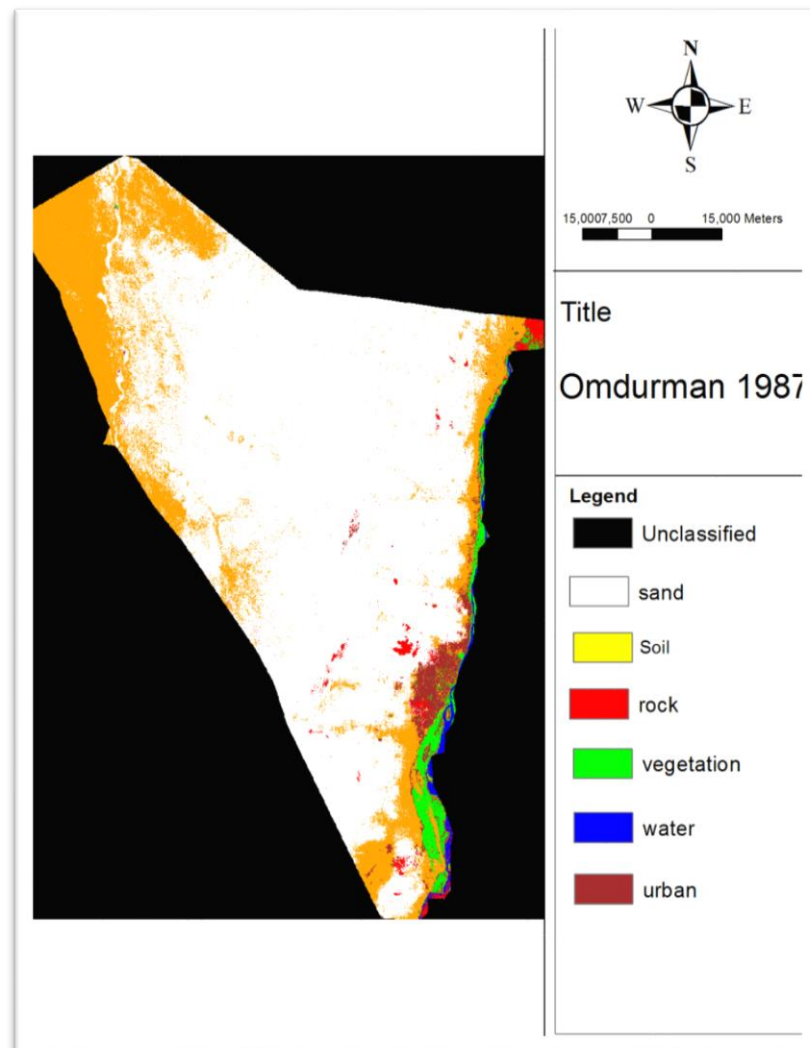 N
W E
S
15,0007,500 0 15,000 Meters
Title
Omdurman 1987
Legend
Unclassified
sand
Soil
rock
vegetation
water
urban